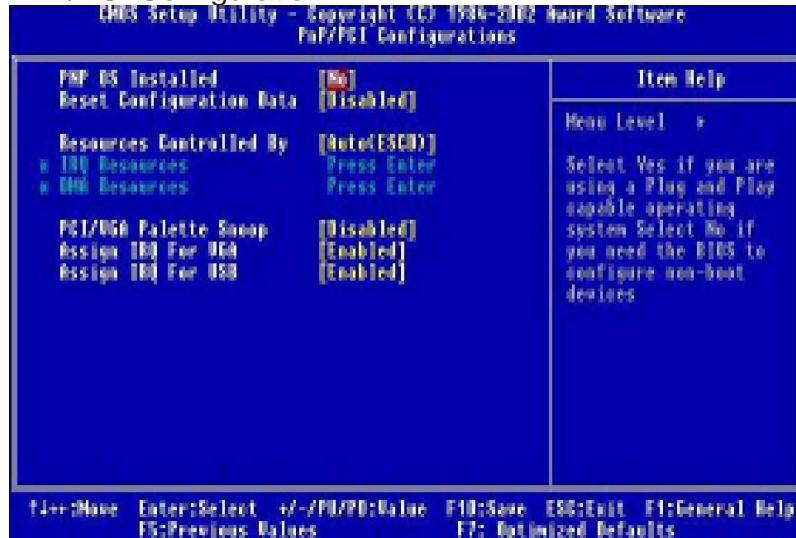 CMOS Setup Utility - Copyright (C) 1984-2002 Award Software
PnP/PCI Configurations
PNP OS Installed [No]
Reset Configuration Data [Disabled]
Resources Controlled By [Auto(ESCD)]
x IRQ Resources Press Enter
x DMA Resources Press Enter
PCI/VGA Palette Snoop [Disabled]
Assign IRQ For VGA [Enabled]
Assign IRQ For USB [Enabled]
Item Help
Menu Level ▸
Select Yes if you are
using a Plug and Play
capable operating
system Select No if
you need the BIOS to
configure non-boot
devices
↑↓→←:Move Enter:Select +/-/PU/PD:Value F10:Save ESC:Exit F1:General Help
F5:Previous Values F7: Optimized Defaults